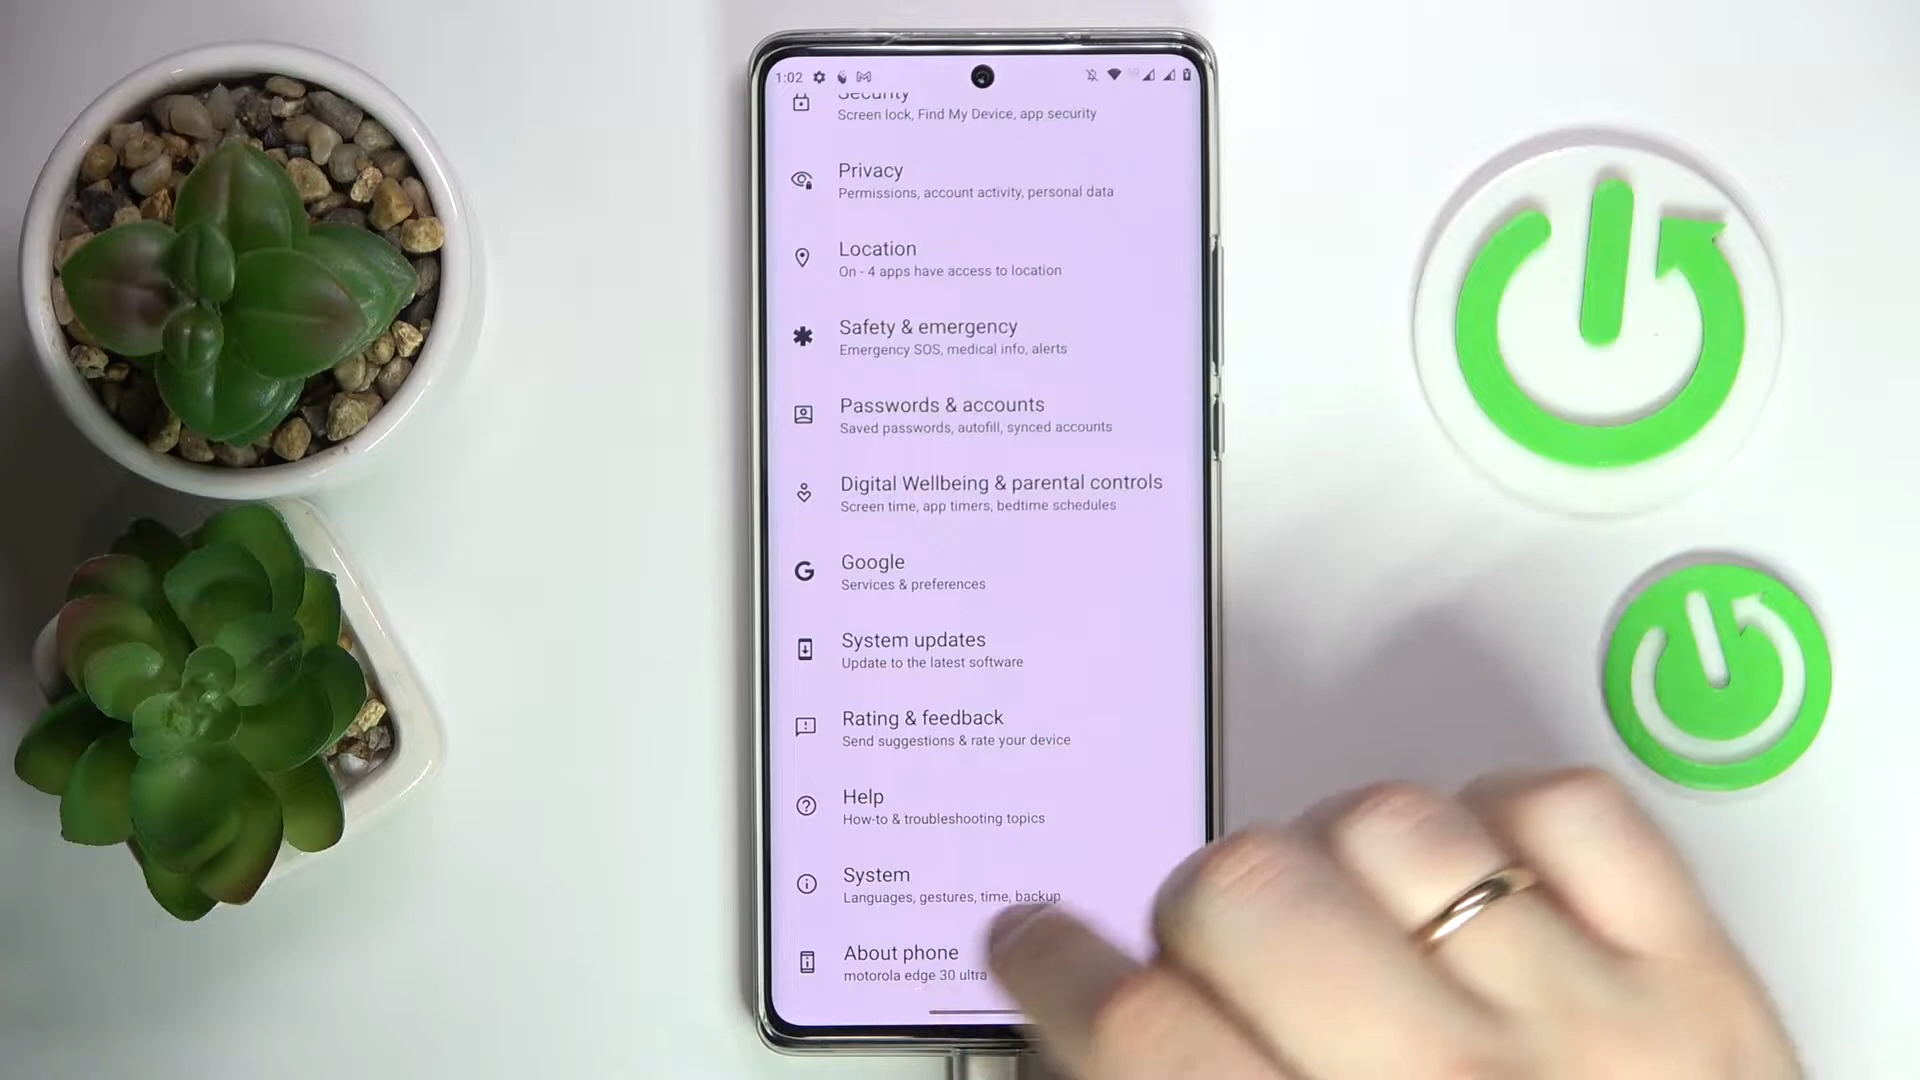 1:02
Security
Screen lock, Find My Device, app security
Privacy
Permissions, account activity, personal data
Location
On - 4 apps have access to location
Safety & emergency
Emergency SOS, medical info, alerts
Passwords & accounts
Saved passwords, autofill, synced accounts
Digital Wellbeing & parental controls
Screen time, app timers, bedtime schedules
Google
Services & preferences
System updates
Update to the latest software
Rating & feedback
Send suggestions & rate your device
Help
How-to & troubleshooting topics
System
Languages, gestures, time, backup
About phone
motorola edge 30 ultra